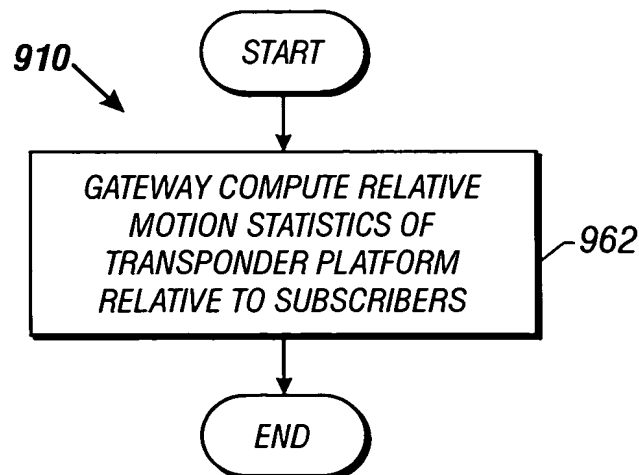 910
START
GATEWAY COMPUTE RELATIVE
MOTION STATISTICS OF
TRANSPONDER PLATFORM
RELATIVE TO SUBSCRIBERS
962
END